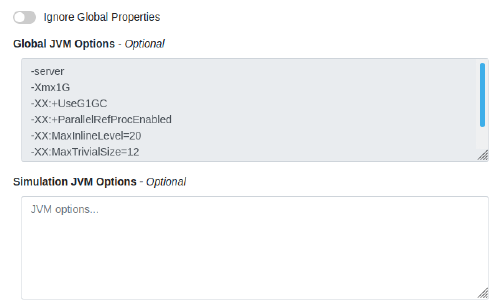 Ignore Global Properties
Global JVM Options - Optional
-server
-Xmx1G
-XX:+UseG1GC
-XX:+ParallelRefProcEnabled
-XX:MaxInlineLevel=20
-XX:MaxTrivialSize=12
Simulation JVM Options - Optional
JVM options...